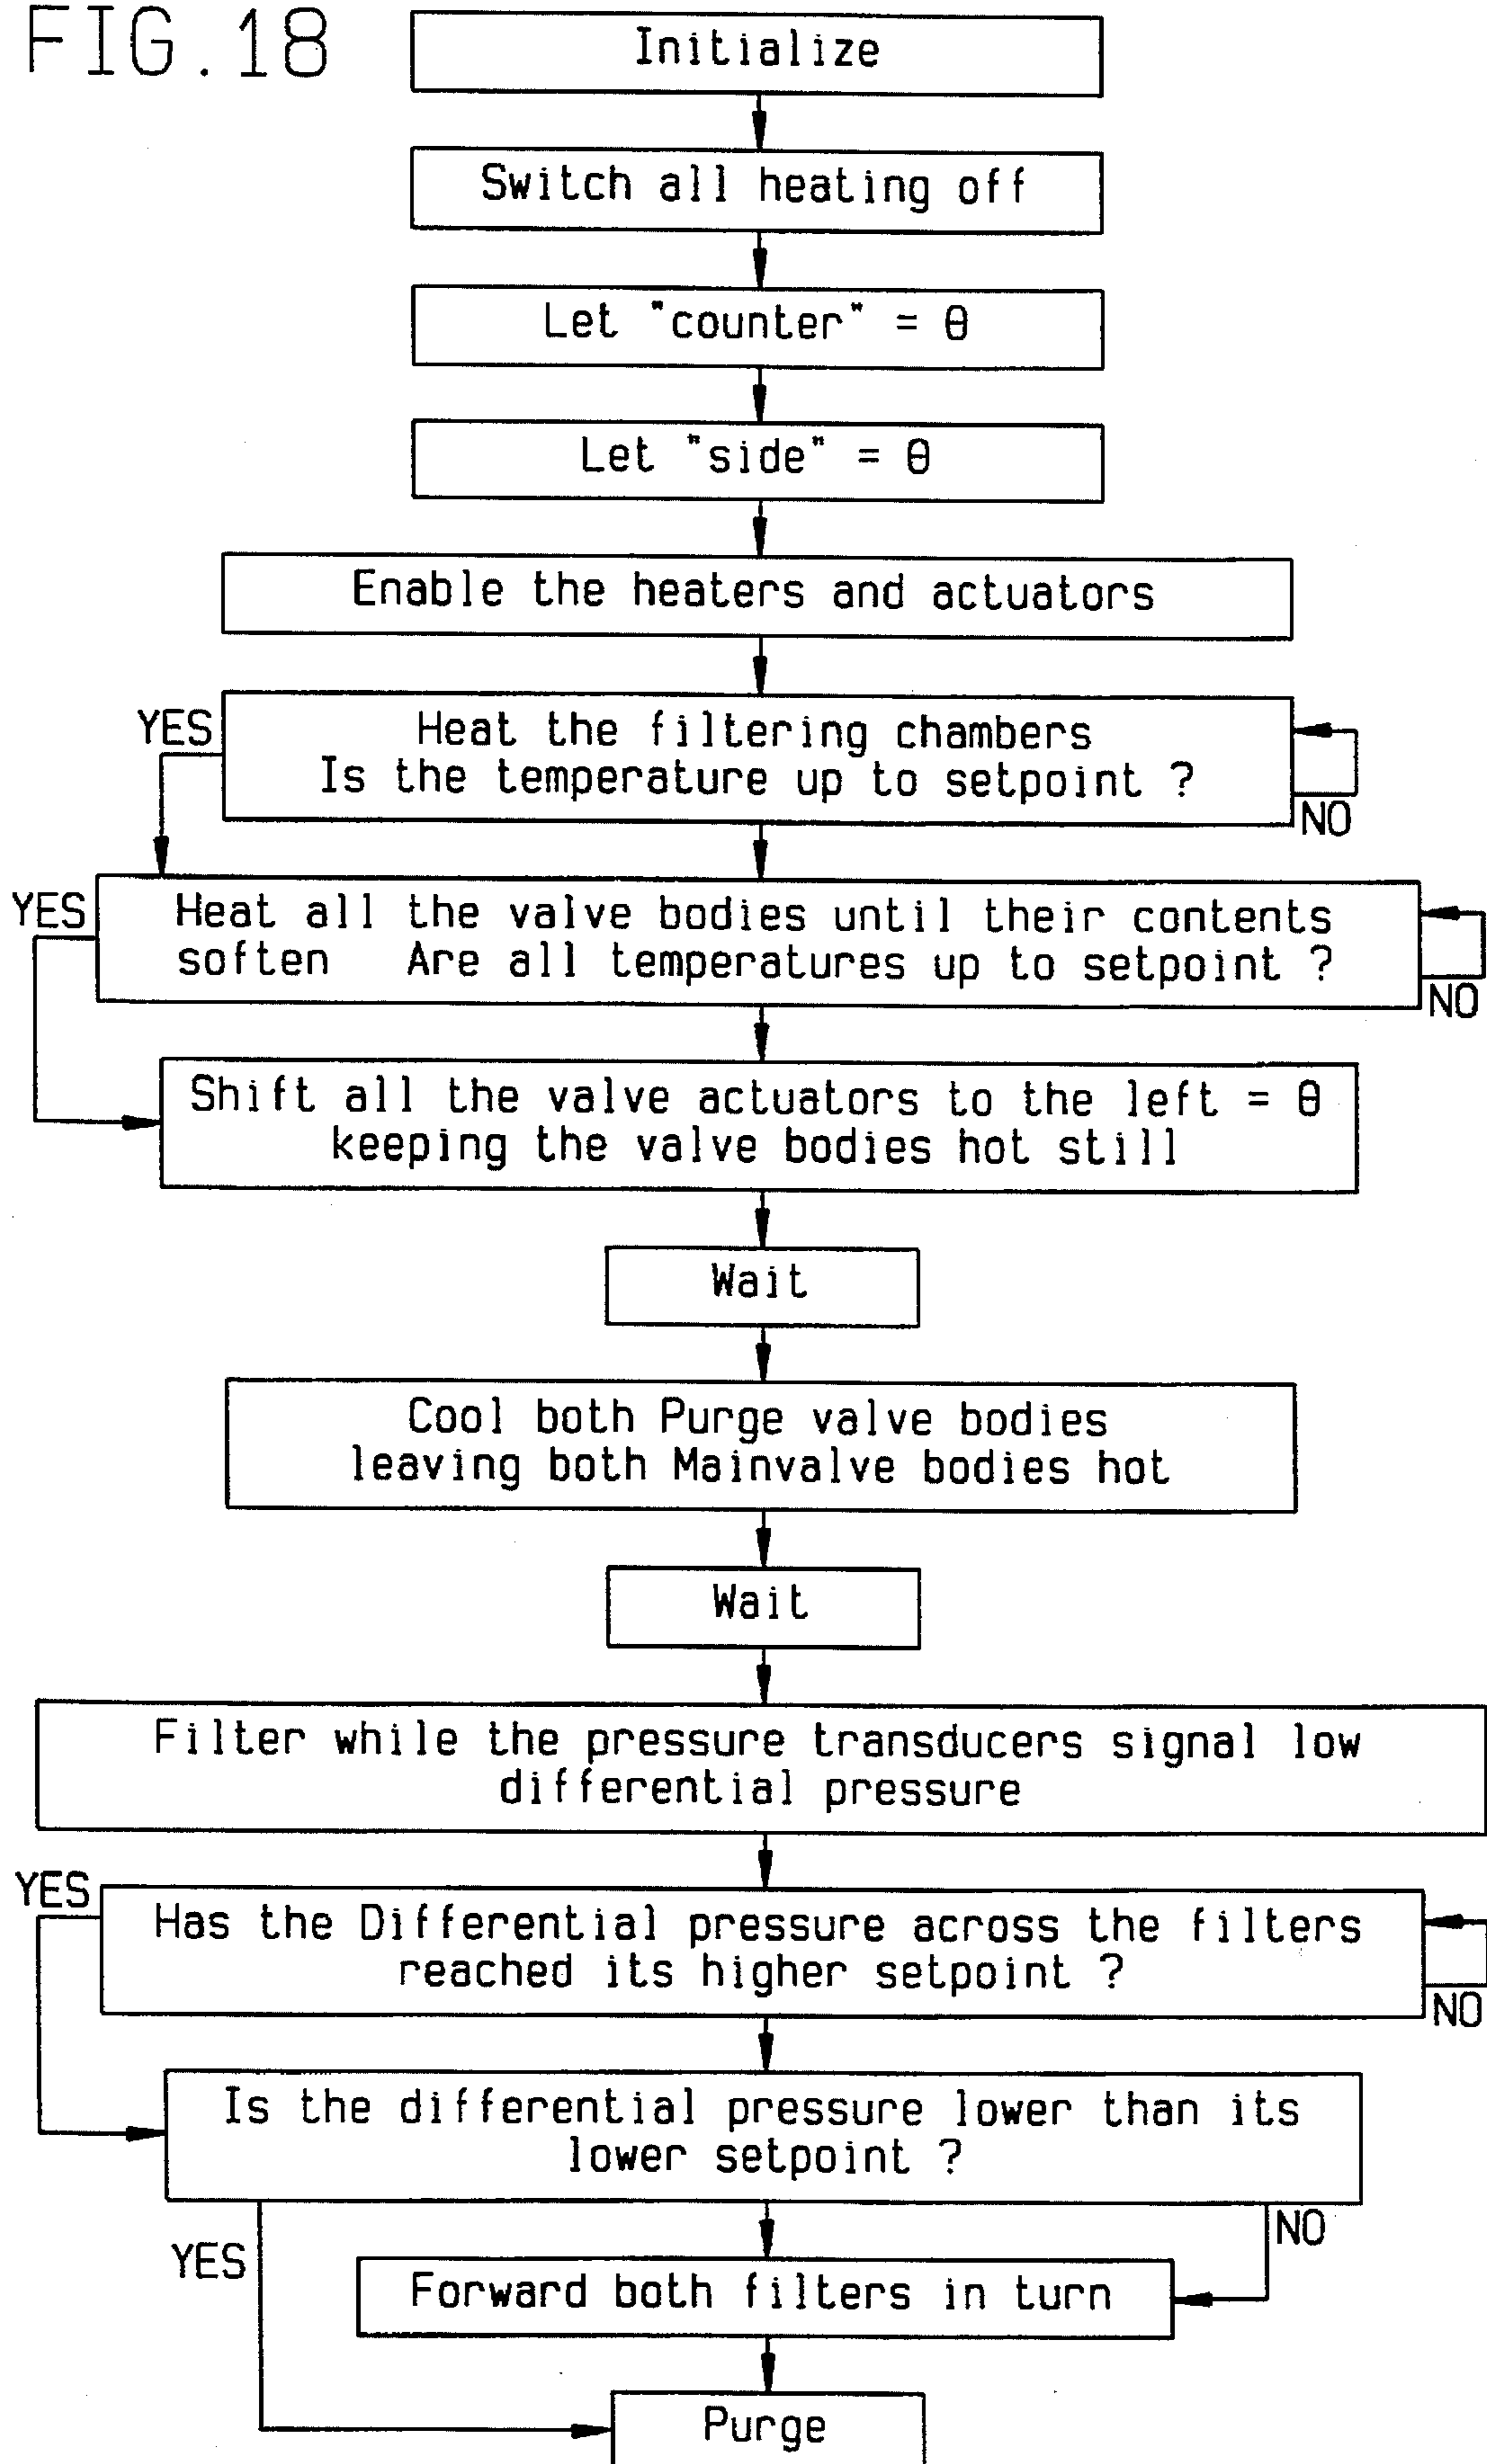 FIG.18
Initialize
Switch all heating off
Let "counter" = θ
Let "side" = θ
Enable the heaters and actuators
YES
Heat the filtering chambers
Is the temperature up to setpoint ?
NO
YES
Heat all the valve bodies until their contents
soften Are all temperatures up to setpoint ?
NO
Shift all the valve actuators to the left = θ
keeping the valve bodies hot still
Wait
Cool both Purge valve bodies
leaving both Mainvalve bodies hot
Wait
Filter while the pressure transducers signal low
differential pressure
YES
Has the Differential pressure across the filters
reached its higher setpoint ?
NO
Is the differential pressure lower than its
lower setpoint ?
YES
NO
Forward both filters in turn
Purge